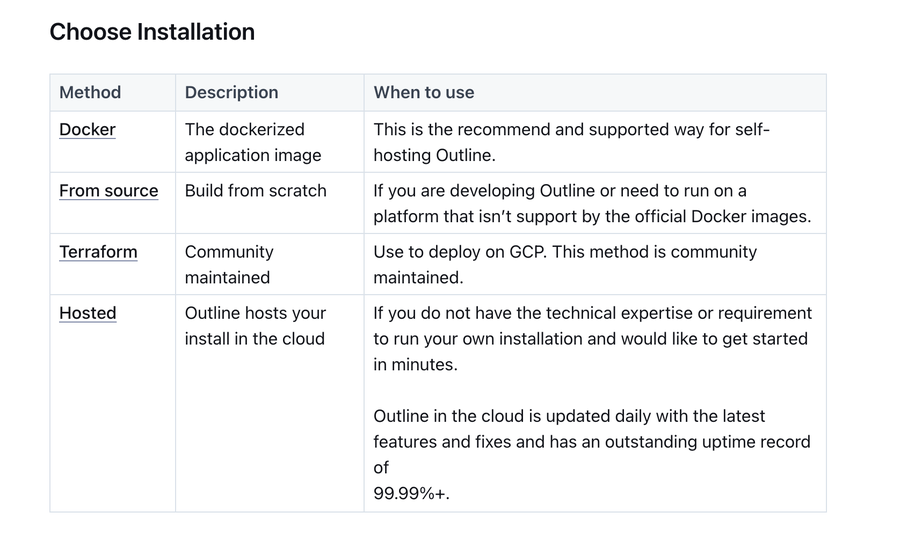 Choose Installation
Method
Description
When to use
Docker
The dockerized
application image
This is the recommend and supported way for self-
hosting Outline.
From source
Build from scratch
If you are developing Outline or need to run on a
platform that isn’t support by the official Docker images.
Terraform
Community
maintained
Use to deploy on GCP. This method is community
maintained.
Hosted
Outline hosts your
install in the cloud
If you do not have the technical expertise or requirement
to run your own installation and would like to get started
in minutes.
Outline in the cloud is updated daily with the latest
features and fixes and has an outstanding uptime record
of
99.99%+.